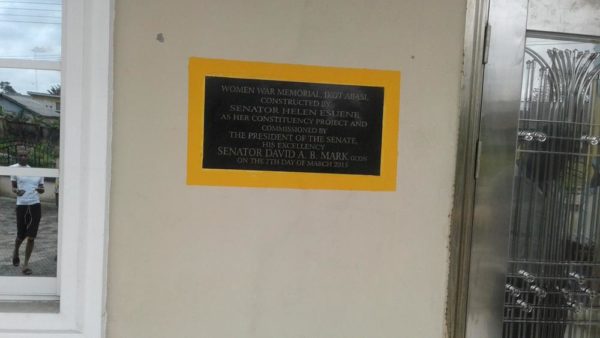 WOMEN WAR MEMORIAL, IKOT ABASI,
CONSTRUCTED BY
SENATOR HELEN ESUENE
AS HER CONSTITUENCY PROJECT AND
COMMISSIONED BY
THE PRESIDENT OF THE SENATE,
HIS EXCELLENCY
SENATOR DAVID A. B. MARK GCON
ON THE 7TH DAY OF MARCH 2015